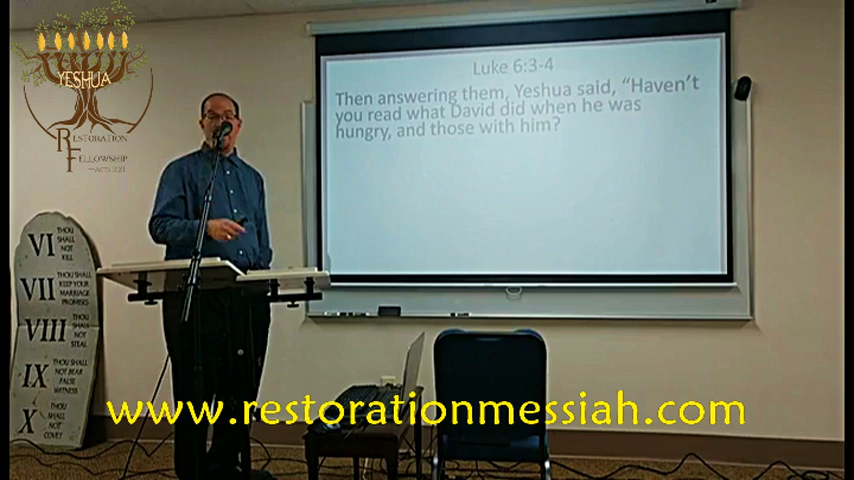 YESHUA
RESTORATION
FELLOWSHIP
Luke 6:3-4
Then answering them, Yeshua said, “Haven’t
you read what David did when he was
hungry, and those with him?
VI THOU
SHALL
NOT
KILL
VII THOU SHALL
KEEP YOUR
MARRIAGE
PROMISES
VIII THOU
SHALL
NOT
STEAL
IX THOU SHALL
NOT BEAR
FALSE
WITNESS
X THOU
SHALL
NOT
COVET
www.restorationmessiah.com